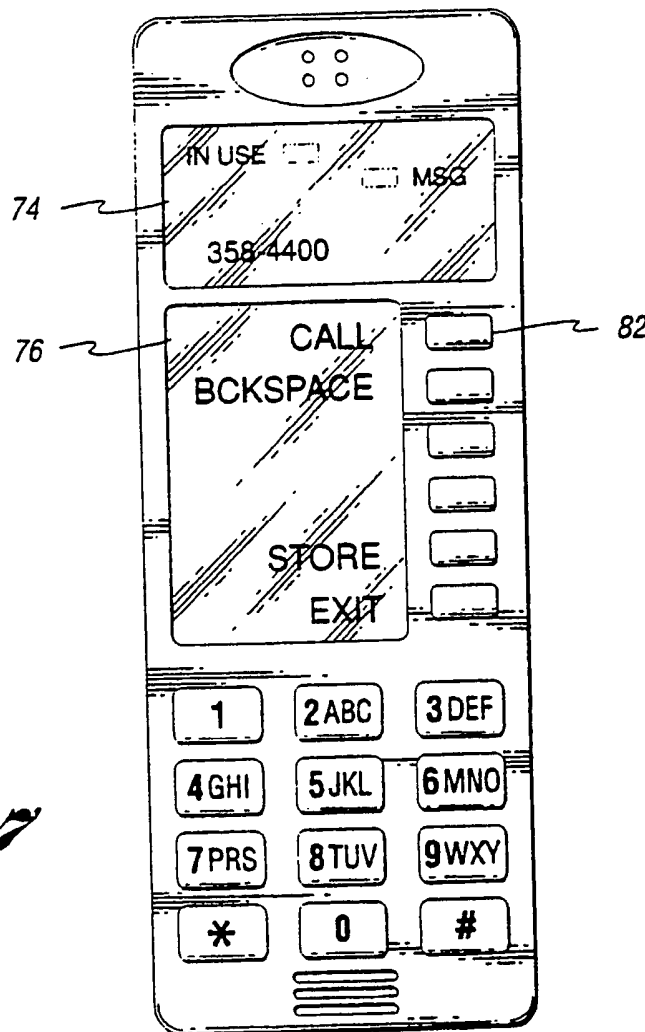 IN USE
MSG
74
358-4400
76
CALL
82
BCKSPACE
STORE
EXIT
1 2ABC 3DEF
4GHI 5JKL 6MNO
7PRS 8TUV 9WXY
* 0 #